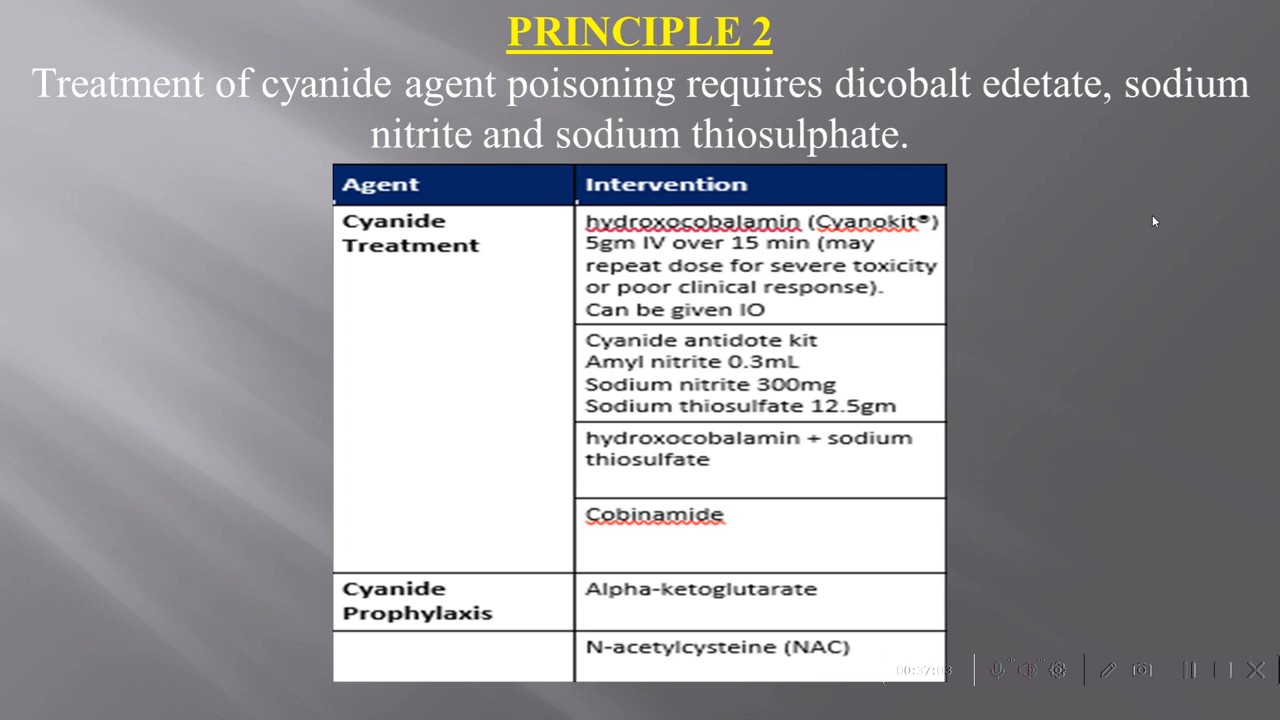 PRINCIPLE 2
Treatment of cyanide agent poisoning requires dicobalt edetate, sodium
nitrite and sodium thiosulphate.
Agent
Intervention
Cyanide
Treatment
hydroxocobalamin (Cyanokit®)
5gm IV over 15 min (may
repeat dose for severe toxicity
or poor clinical response).
Can be given IO
Cyanide antidote kit
Amyl nitrite 0.3mL
Sodium nitrite 300mg
Sodium thiosulfate 12.5gm
hydroxocobalamin + sodium
thiosulfate
Cobinamide
Cyanide
Prophylaxis
Alpha-ketoglutarate
N-acetylcysteine (NAC)
00:37:03